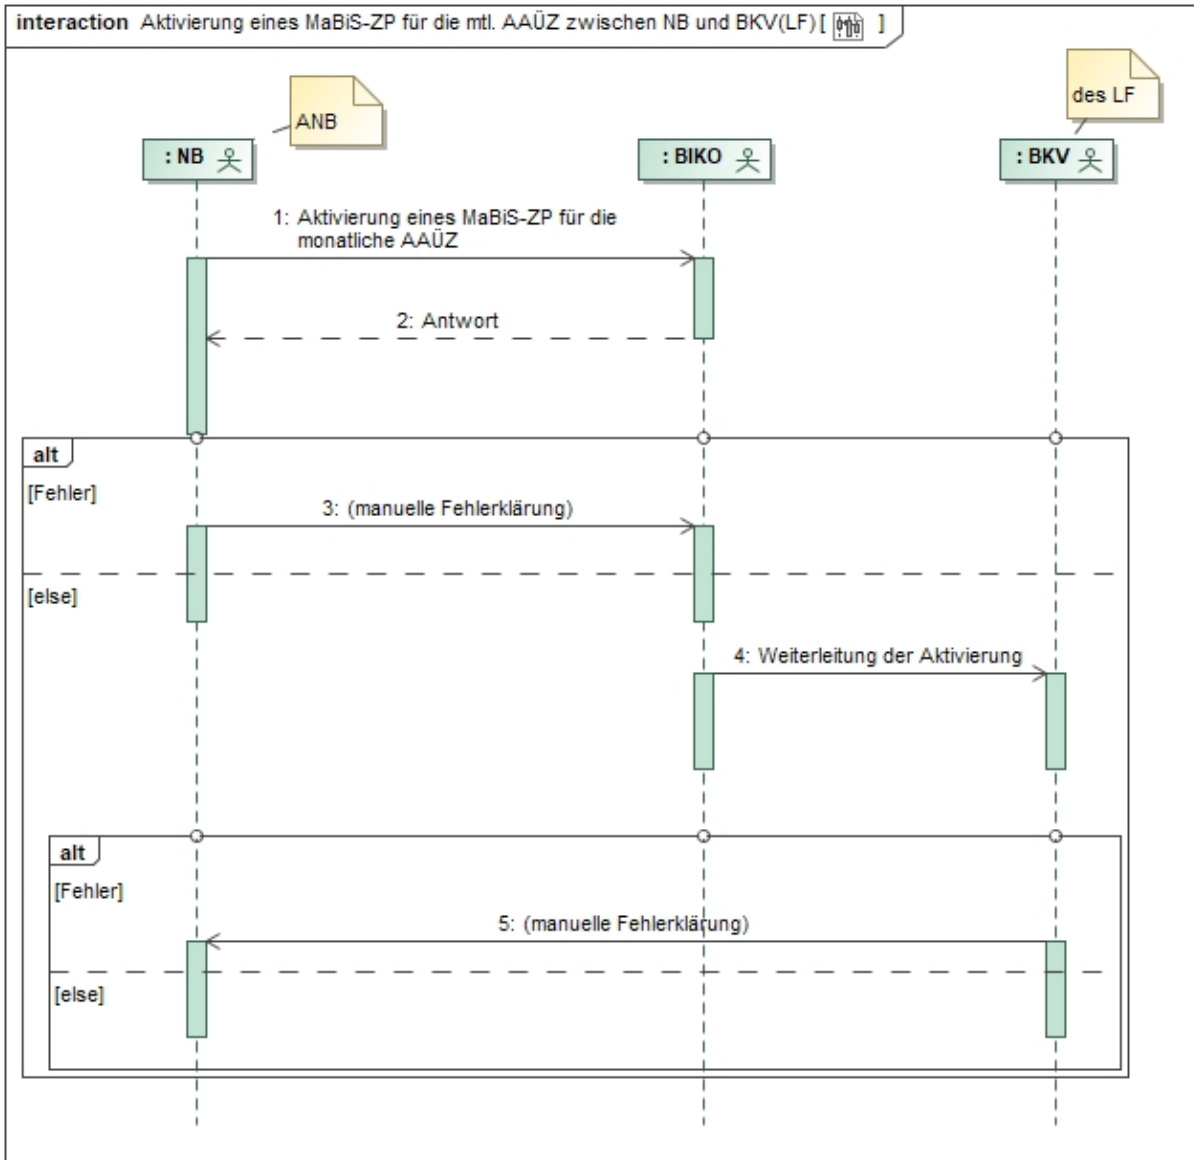 interaction Aktivierung eines MaBiS-ZP für die mtl. AAÜZ zwischen NB und BKV(LF) [ ]
des LF
ANB
: NB
: BIKO
: BKV
1: Aktivierung eines MaBiS-ZP für die
monatliche AAÜZ
2: Antwort
alt
[Fehler]
3: (manuelle Fehlerklärung)
[else]
4: Weiterleitung der Aktivierung
alt
[Fehler]
5: (manuelle Fehlerklärung)
[else]